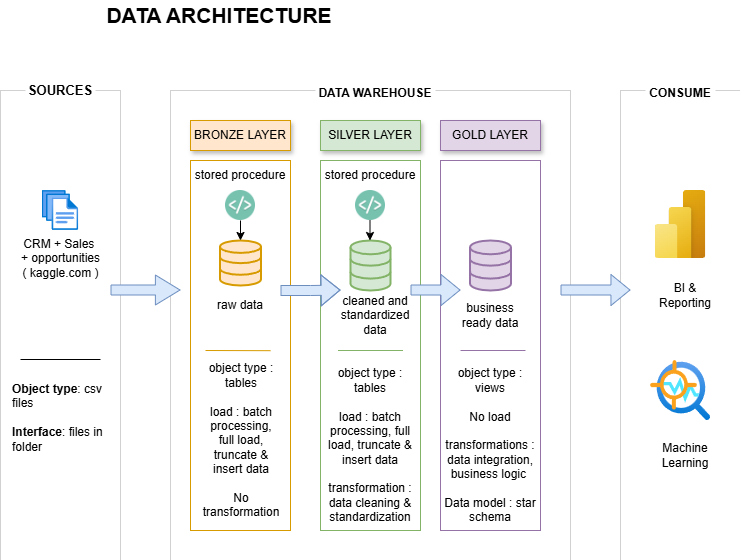 DATA ARCHITECTURE
SOURCES
CRM + Sales
+ opportunities
( kaggle.com )
Object type: csv
files
Interface: files in
folder
DATA WAREHOUSE
BRONZE LAYER
stored procedure
</>
raw data
object type :
tables
load : batch
processing,
full load,
truncate &
insert data
No
transformation
SILVER LAYER
stored procedure
</>
cleaned and
standardized
data
object type :
tables
load : batch
processing, full
load, truncate &
insert data
transformation :
data cleaning &
standardization
GOLD LAYER
business
ready data
object type :
views
No load
transformations :
data integration,
business logic
Data model : star
schema
CONSUME
BI &
Reporting
Machine
Learning